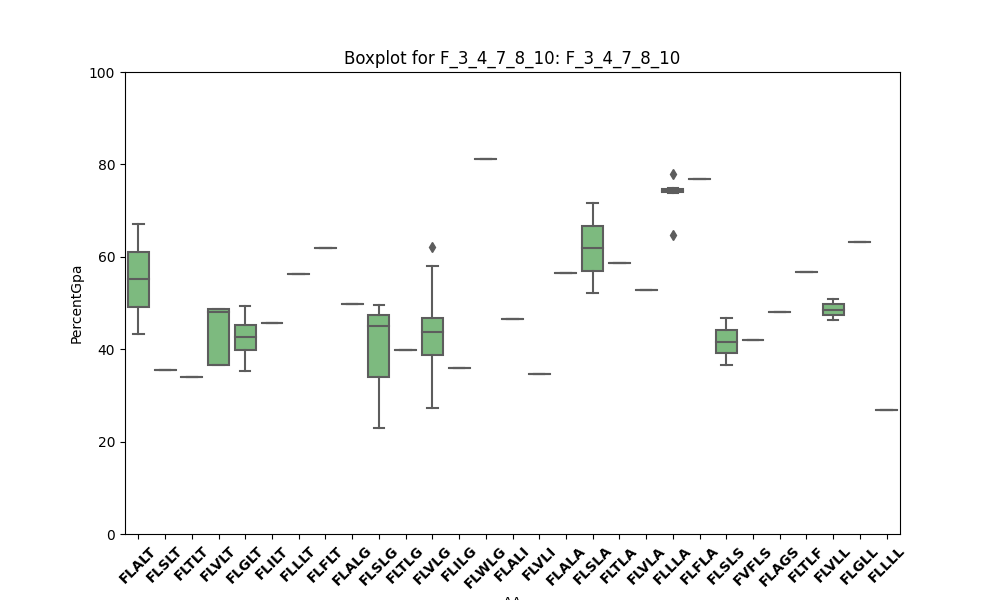 Boxplot for F_3_4_7_8_10: F_3_4_7_8_10
100
80
60
40
20
0
PercentGpa
FLALT
FLSLT
FLTLT
FLVLT
FLGLT
FLILT
FLLLT
FLFLT
FLALG
FLSLG
FLTLG
FLVLG
FLILG
FLWLG
FLALI
FLVLI
FLALA
FLSLA
FLTLA
FLVLA
FLLLA
FLFLA
FLSLS
FVFLS
FLAGS
FLTLF
FLVLL
FLGLL
FLLLL